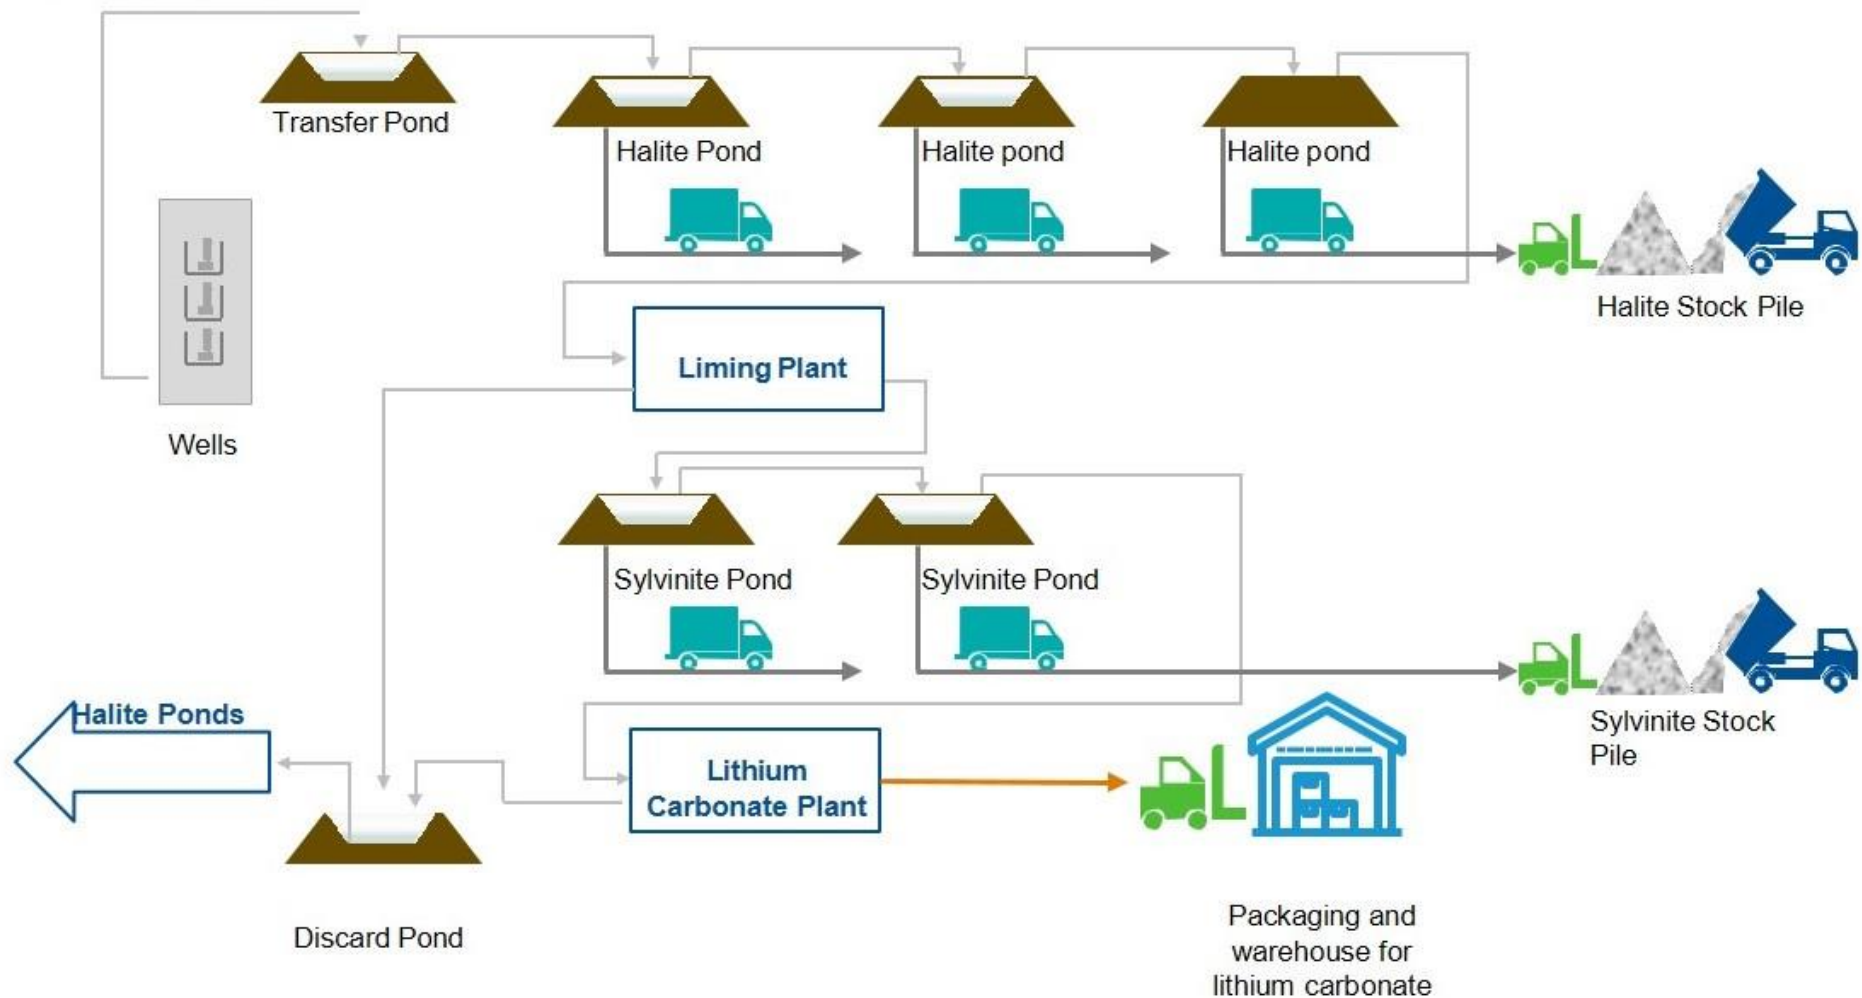 Transfer Pond
Halite Pond
Halite pond
Halite pond
Halite Stock Pile
Liming Plant
Wells
Sylvinite Pond
Sylvinite Pond
Sylvinite Stock
Pile
Halite Ponds
Lithium
Carbonate Plant
Discard Pond
Packaging and
warehouse for
lithium carbonate